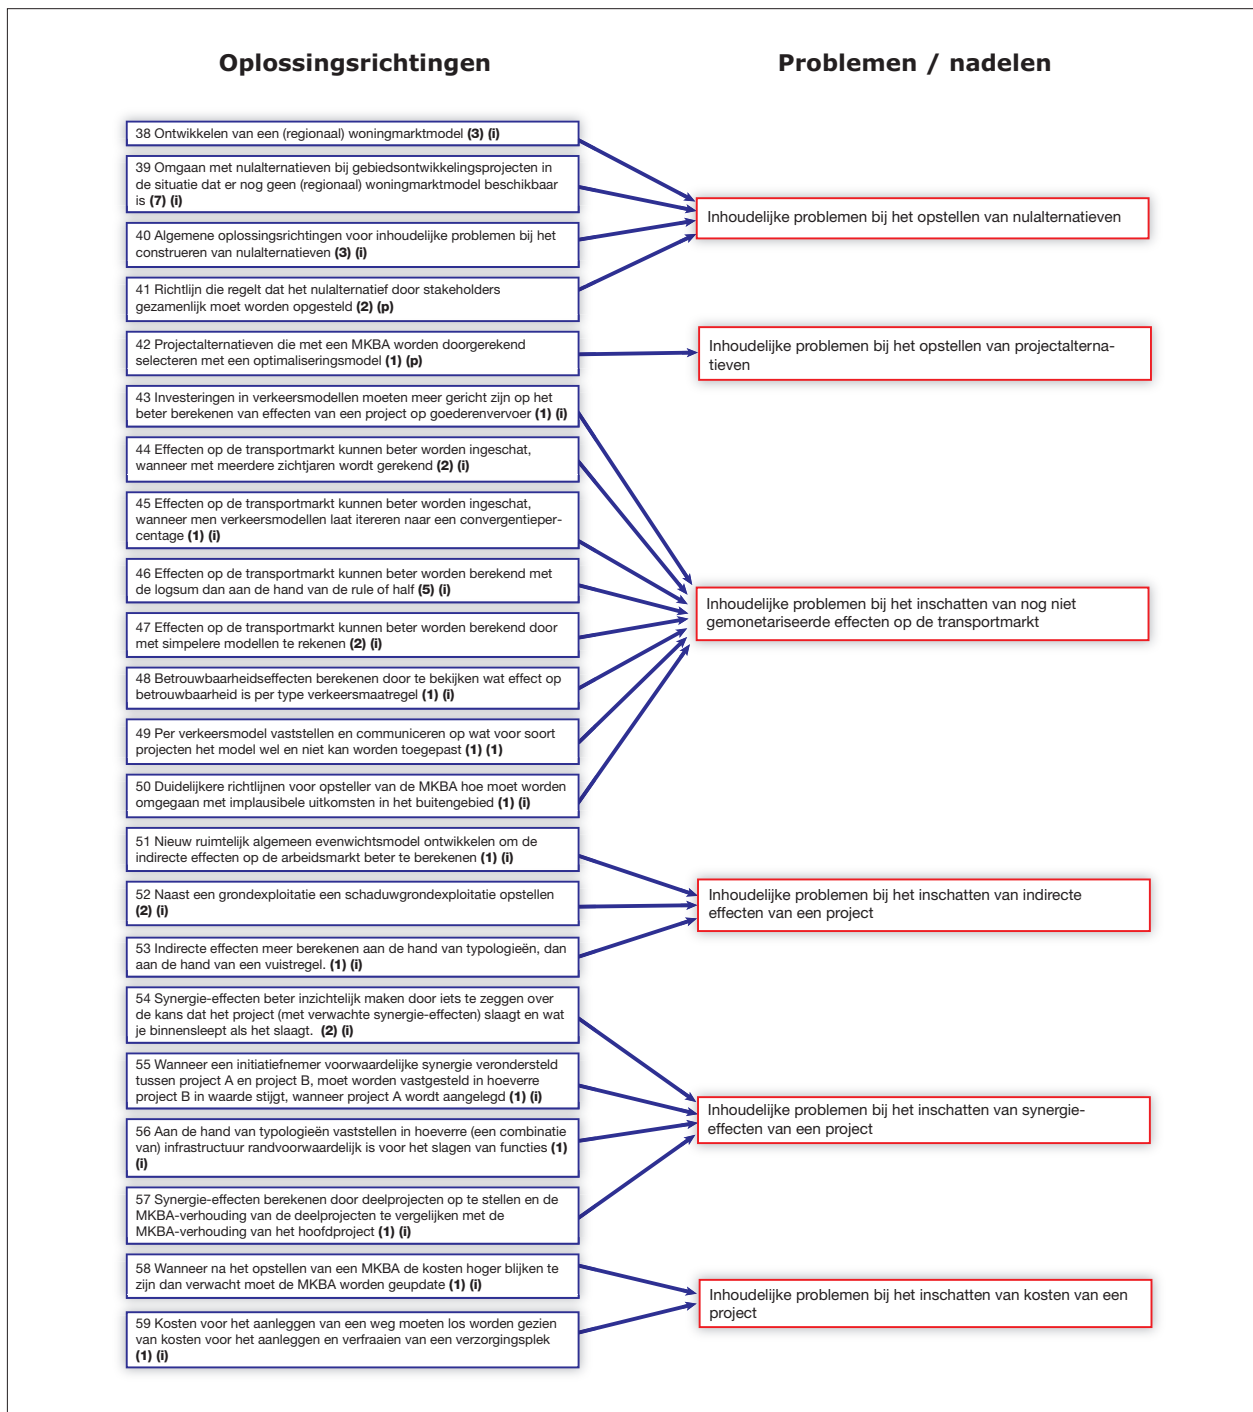 Oplossingsrichtingen
Problemen / nadelen
38 Ontwikkelen van een (regionaal) woningmarktmodel (3) (i)
39 Omgaan met nulalternatieven bij gebiedsontwikkelingsprojecten in
de situatie dat er nog geen (regionaal) woningmarktmodel beschikbaar
is (7) (i)
40 Algemene oplossingsrichtingen voor inhoudelijke problemen bij het
construeren van nulalternatieven (3) (i)
41 Richtlijn die regelt dat het nulalternatief door stakeholders
gezamenlijk moet worden opgesteld (2) (p)
Inhoudelijke problemen bij het opstellen van nulalternatieven
42 Projectalternatieven die met een MKBA worden doorgerekend
selecteren met een optimaliseringsmodel (1) (p)
Inhoudelijke problemen bij het opstellen van projectalterna-
tieven
43 Investeringen in verkeersmodellen moeten meer gericht zijn op het
beter berekenen van effecten van een project op goederenvervoer (1) (i)
44 Effecten op de transportmarkt kunnen beter worden ingeschat,
wanneer met meerdere zichtjaren wordt gerekend (2) (i)
45 Effecten op de transportmarkt kunnen beter worden ingeschat,
wanneer men verkeersmodellen laat itereren naar een convergentieper-
centage (1) (i)
46 Effecten op de transportmarkt kunnen beter worden berekend met
de logsum dan aan de hand van de rule of half (5) (i)
47 Effecten op de transportmarkt kunnen beter worden berekend door
met simpelere modellen te rekenen (2) (i)
48 Betrouwbaarheidseffecten berekenen door te bekijken wat effect op
betrouwbaarheid is per type verkeersmaatregel (1) (i)
49 Per verkeersmodel vaststellen en communiceren op wat voor soort
projecten het model wel en niet kan worden toegepast (1) (1)
50 Duidelijkere richtlijnen voor opsteller van de MKBA hoe moet worden
omgegaan met implausibele uitkomsten in het buitengebied (1) (i)
Inhoudelijke problemen bij het inschatten van nog niet
gemonetariseerde effecten op de transportmarkt
51 Nieuw ruimtelijk algemeen evenwichtsmodel ontwikkelen om de
indirecte effecten op de arbeidsmarkt beter te berekenen (1) (i)
52 Naast een grondexploitatie een schaduwgrondexploitatie opstellen
(2) (i)
53 Indirecte effecten meer berekenen aan de hand van typologieën, dan
aan de hand van een vuistregel. (1) (i)
Inhoudelijke problemen bij het inschatten van indirecte
effecten van een project
54 Synergie-effecten beter inzichtelijk maken door iets te zeggen over
de kans dat het project (met verwachte synergie-effecten) slaagt en wat
je binnensleept als het slaagt. (2) (i)
55 Wanneer een initiatiefnemer voorwaardelijke synergie verondersteld
tussen project A en project B, moet worden vastgesteld in hoeverre
project B in waarde stijgt, wanneer project A wordt aangelegd (1) (i)
56 Aan de hand van typologieën vaststellen in hoeverre (een combinatie
van) infrastructuur randvoorwaardelijk is voor het slagen van functies (1)
(i)
57 Synergie-effecten berekenen door deelprojecten op te stellen en de
MKBA-verhouding van de deelprojecten te vergelijken met de
MKBA-verhouding van het hoofdproject (1) (i)
Inhoudelijke problemen bij het inschatten van synergie-
effecten van een project
58 Wanneer na het opstellen van een MKBA de kosten hoger blijken te
zijn dan verwacht moet de MKBA worden geupdate (1) (i)
59 Kosten voor het aanleggen van een weg moeten los worden gezien
van kosten voor het aanleggen en verfraaien van een verzorgingsplek
(1) (i)
Inhoudelijke problemen bij het inschatten van kosten van een
project